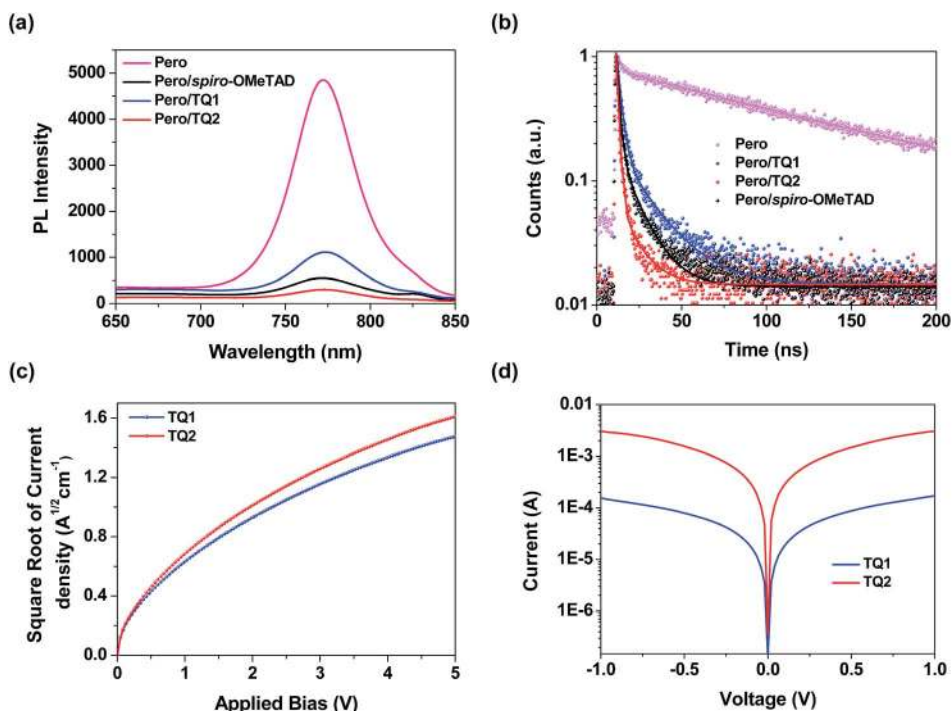 (a)
Pero
Pero/spiro-OMeTAD
Pero/TQ1
Pero/TQ2
5000
4000
3000
2000
1000
0
650 700 750 800 850
PL Intensity
Wavelength (nm)
(b)
1
0.1
0.01
Pero
Pero/TQ1
Pero/TQ2
Pero/spiro-OMeTAD
0 50 100 150 200
Counts (a.u.)
Time (ns)
(c)
TQ1
TQ2
1.6
1.2
0.8
0.4
0.0
0 1 2 3 4 5
Square Root of Current
density (A^1/2cm^-1)
Applied Bias (V)
(d)
0.01
1E-3
1E-4
1E-5
1E-6
TQ1
TQ2
-1.0 -0.5 0.0 0.5 1.0
Current (A)
Voltage (V)